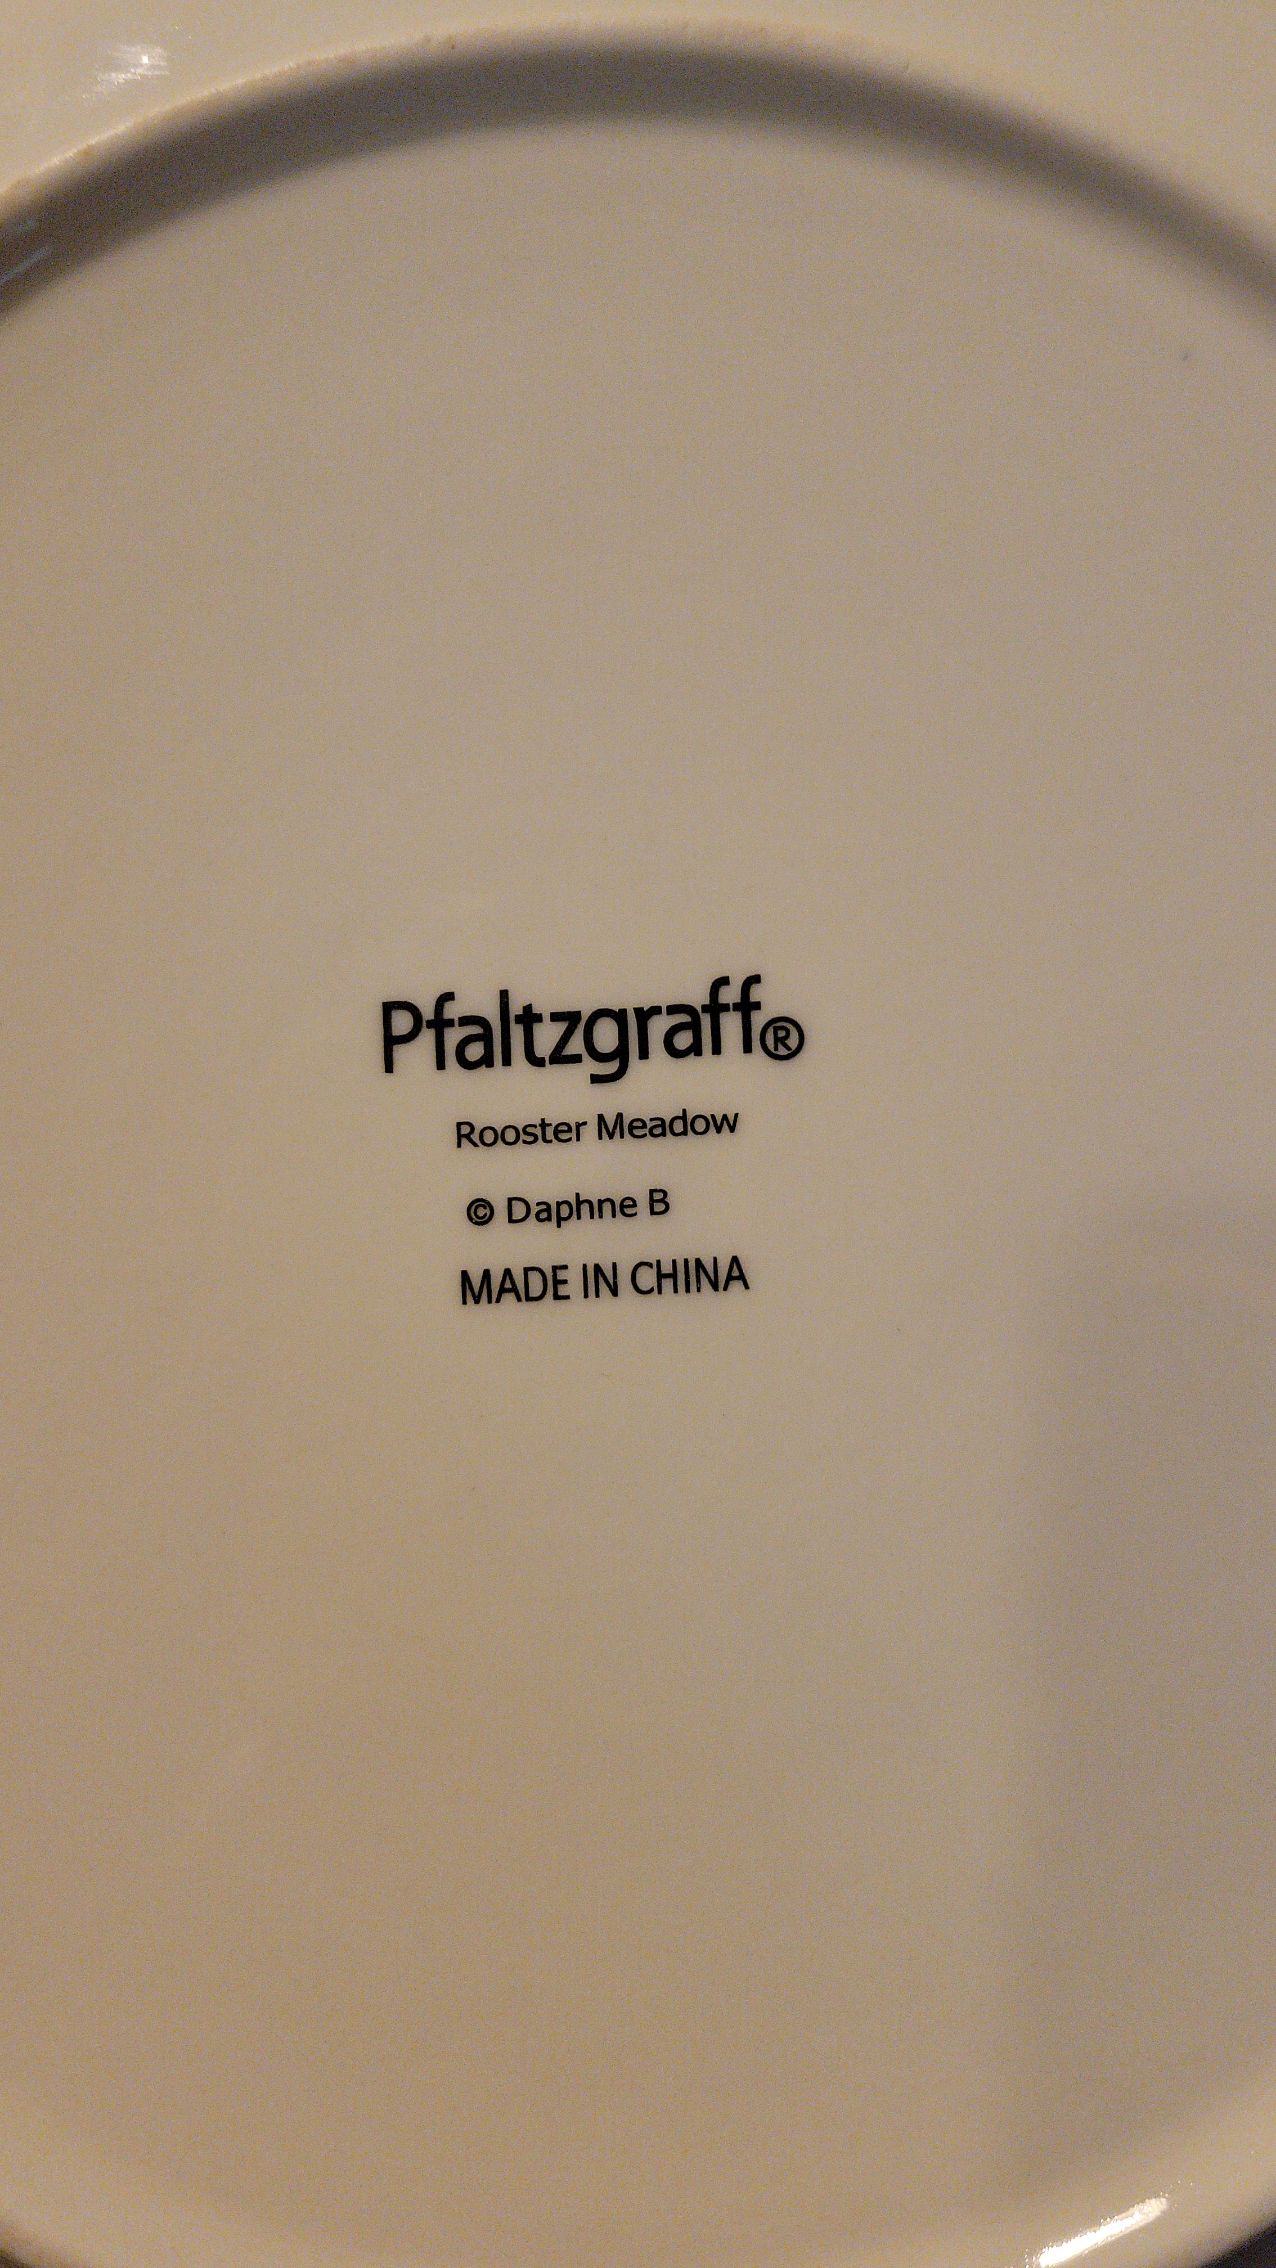 Pfaltzgraff®
Rooster Meadow
© Daphne B
MADE IN CHINA